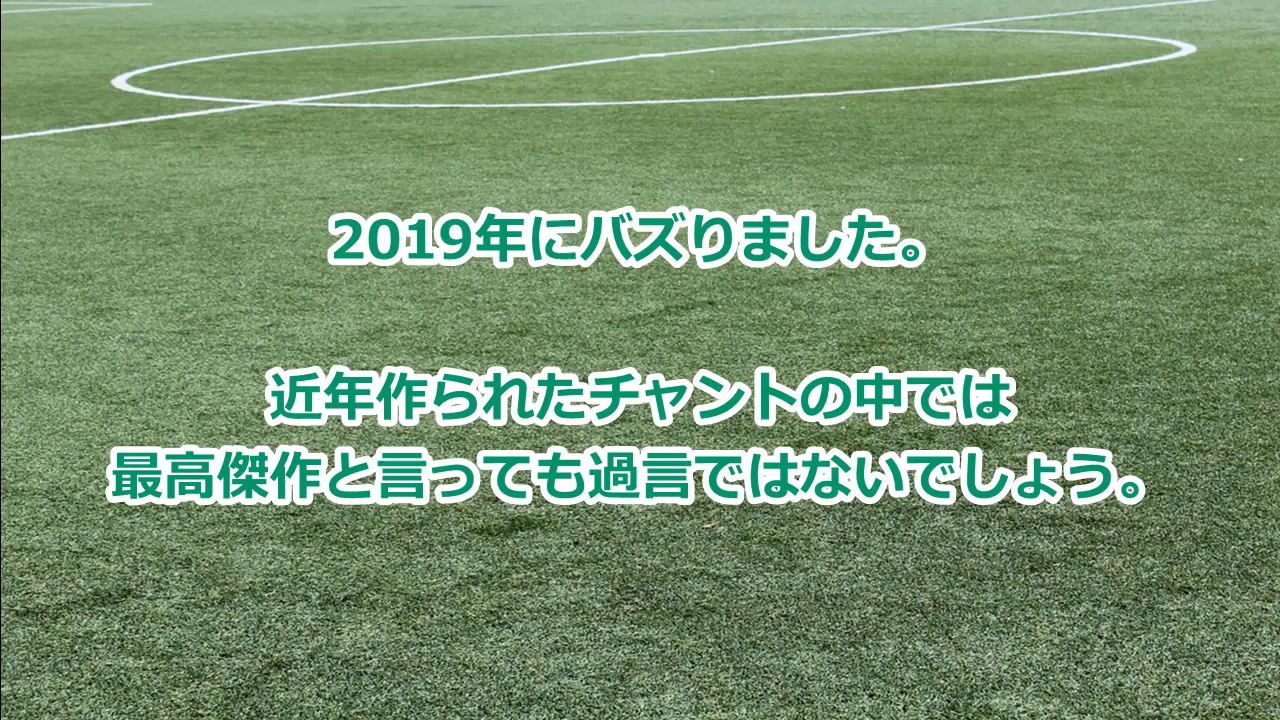 2019年にバズりました。
近年作られたチャントの中では
最高傑作と言っても過言ではないでしょう。